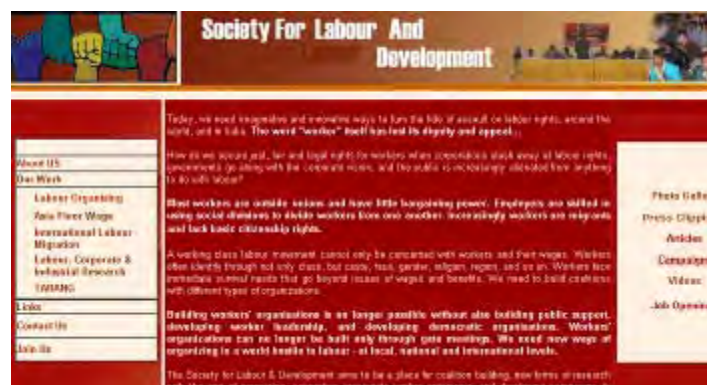 Society For Labour And
Development
Today, we need imaginative and innovative ways to turn the tide of assault on labour rights, around the
world, and in India. The word "worker" itself has lost its dignity and appeal...
How do we secure just, fair and legal rights for workers when corporations slash away at labour rights,
governments go along with the corporate vision, and the public is increasingly alienated from anything
to do with labour?
Most workers are outside unions and have little bargaining power. Employers are skilled in
using social divisions to divide workers from one another. Increasingly workers are migrants
and lack basic citizenship rights.
A working class labour movement cannot only be concerned with workers and their wages. Workers
often identify through not only class, but caste, race, gender, religion, region, and so on. Workers face
immediate survival needs that go beyond issues of wages and benefits. We need to build coalitions
with different types of organizations.
Building workers' organisations is no longer possible without also building public support,
developing worker leadership, and developing democratic organisations. Workers'
organizations can no longer be built only through gate meetings. We need new ways of
organizing in a world hostile to labour - at local, national and international levels.
The Society for Labour & Development aims to be a place for coalition building, new forms of research
About US
Our Work
Labour Organising
Asia Floor Wage
International Labour
Migration
Labour, Corporate &
Industrial Research
TARANG
Links
Contact Us
Join Us
Photo Galle
Press Clippin
Articles
Campaign
Videos
Job Opening